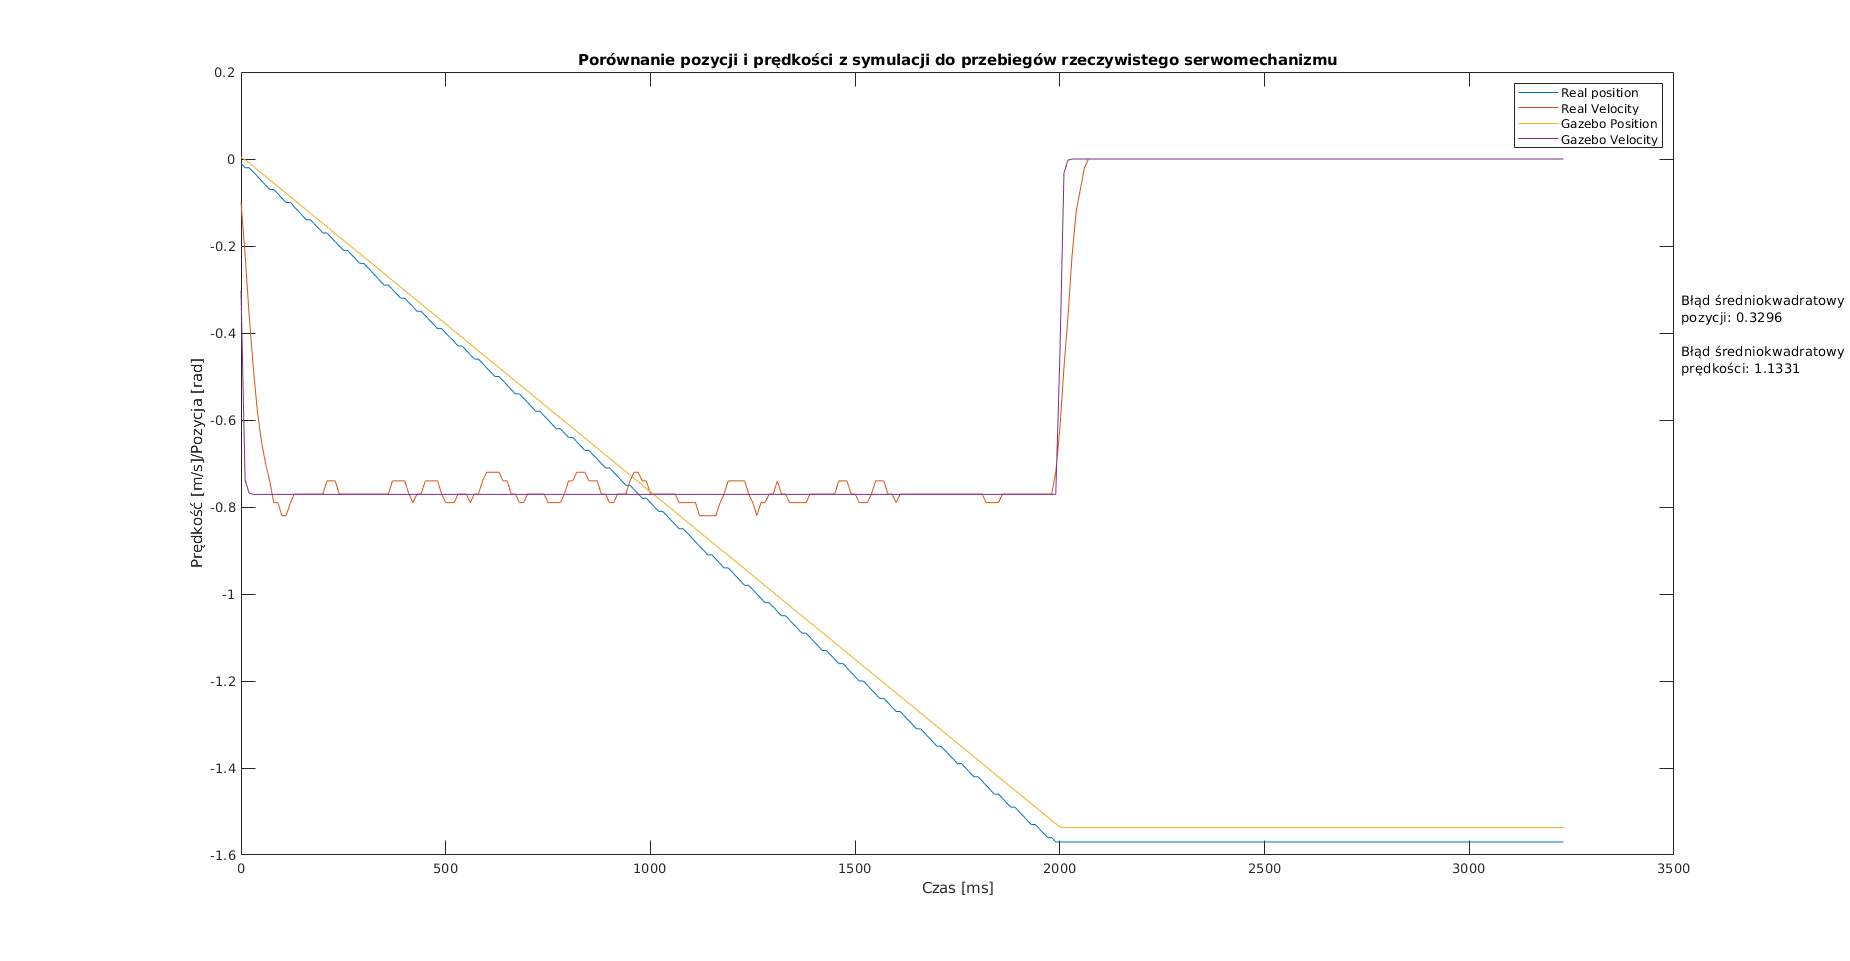 Porównanie pozycji i prędkości z symulacji do przebiegów rzeczywistego serwomechanizmu
Real position
Real Velocity
Gazebo Position
Gazebo Velocity
Prędkość [m/s]/Pozycja [rad]
0.2
0
-0.2
-0.4
-0.6
-0.8
-1
-1.2
-1.4
-1.6
0
500
1000
1500
2000
2500
3000
3500
Czas [ms]
Błąd średniokwadratowy
pozycji: 0.3296
Błąd średniokwadratowy
prędkości: 1.1331